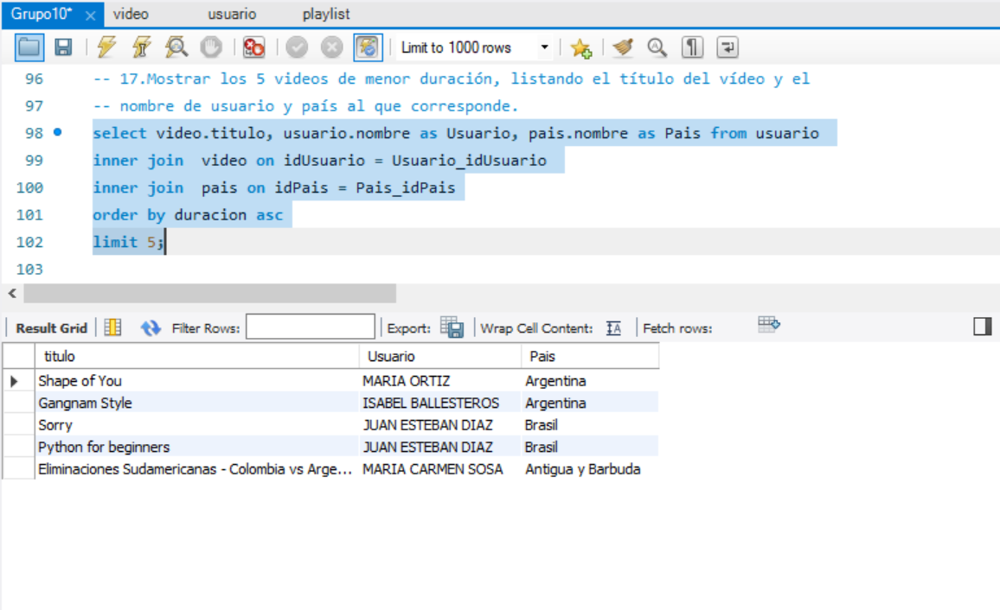 Grupo10* × video usuario playlist
Limit to 1000 rows
96 -- 17.Mostrar los 5 videos de menor duración, listando el título del vídeo y el
97 -- nombre de usuario y país al que corresponde.
98 select video.titulo, usuario.nombre as Usuario, pais.nombre as Pais from usuario
99 inner join  video on idUsuario = Usuario_idUsuario
100 inner join  pais on idPais = Pais_idPais
101 order by duracion asc
102 limit 5;
103
Result Grid Filter Rows: Export: Wrap Cell Content: Fetch rows:
titulo Usuario Pais
Shape of You MARIA ORTIZ Argentina
Gangnam Style ISABEL BALLESTEROS Argentina
Sorry JUAN ESTEBAN DIAZ Brasil
Python for beginners JUAN ESTEBAN DIAZ Brasil
Eliminaciones Sudamericanas - Colombia vs Arge... MARIA CARMEN SOSA Antigua y Barbuda